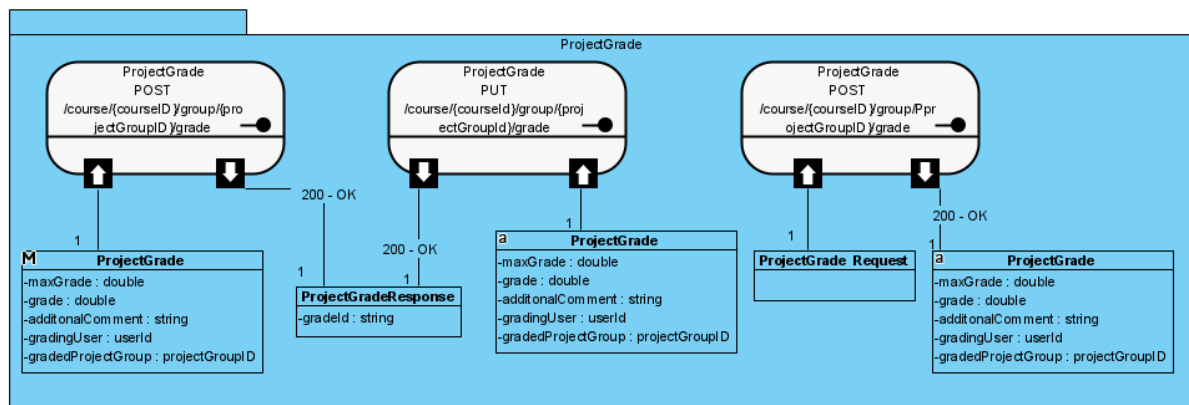 ProjectGrade
ProjectGrade
POST
/course/{courseID}/group/{pro
jectGroupID}/grade
ProjectGrade
PUT
/course/{courseId}/group/{proj
ectGroupId}/grade
ProjectGrade
POST
/course/{courseID}/group/Ppr
ojectGroupID}/grade
200 - OK
200 - OK
200 - OK
1
1
1
1
1
1
M
ProjectGrade
-maxGrade : double
-grade : double
-additonalComment : string
-gradingUser : userId
-gradedProjectGroup : projectGroupID
ProjectGradeResponse
-gradeId : string
a
ProjectGrade
-maxGrade : double
-grade : double
-additonalComment : string
-gradingUser : userId
-gradedProjectGroup : projectGroupID
ProjectGrade Request
a
ProjectGrade
-maxGrade : double
-grade : double
-additonalComment : string
-gradingUser : userId
-gradedProjectGroup : projectGroupID